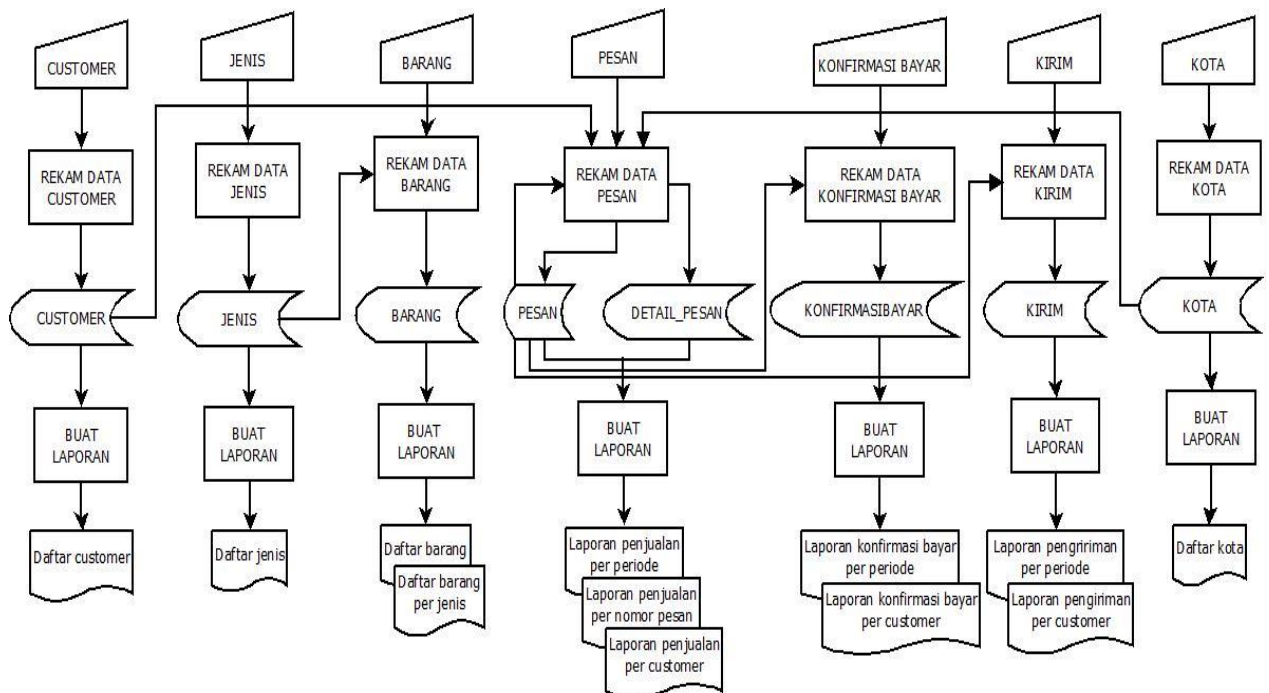 CUSTOMER
JENIS
BARANG
PESAN
KONFIRMASI BAYAR
KIRIM
KOTA
REKAM DATA
CUSTOMER
REKAM DATA
JENIS
REKAM DATA
BARANG
REKAM DATA
PESAN
REKAM DATA
KONFIRMASI BAYAR
REKAM DATA
KIRIM
REKAM DATA
KOTA
CUSTOMER
JENIS
BARANG
PESAN
DETAIL_PESAN
KONFIRMASIBAYAR
KIRIM
KOTA
BUAT
LAPORAN
BUAT
LAPORAN
BUAT
LAPORAN
BUAT
LAPORAN
BUAT
LAPORAN
BUAT
LAPORAN
BUAT
LAPORAN
Daftar customer
Daftar jenis
Daftar barang
Daftar barang
per jenis
Laporan penjualan
per periode
Laporan penjualan
per nomor pesan
Laporan penjualan
per customer
Laporan konfirmasi bayar
per periode
Laporan konfirmasi bayar
per customer
Laporan pengririman
per periode
Laporan pengiriman
per customer
Daftar kota